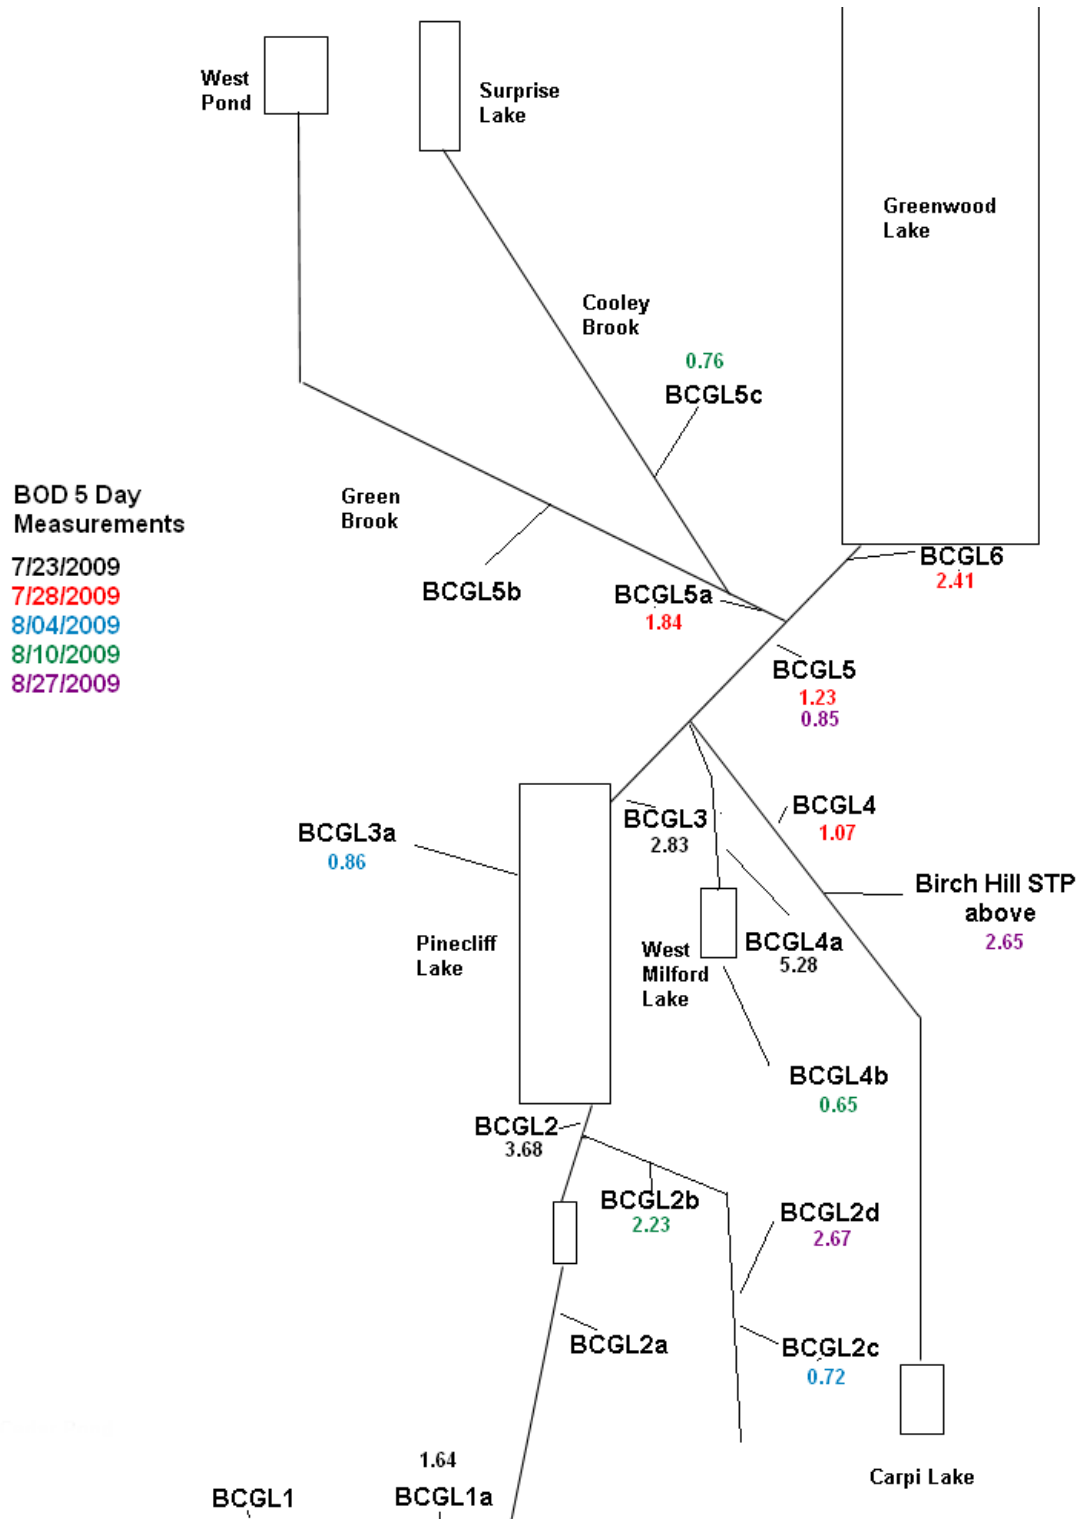 West
Pond
Surprise
Lake
Greenwood
Lake
Cooley
Brook
0.76
BCGL5c
BOD 5 Day
Measurements
7/23/2009
7/28/2009
8/04/2009
8/10/2009
8/27/2009
Green
Brook
BCGL5b
BCGL5a
1.84
BCGL6
2.41
BCGL5
1.23
0.85
BCGL3a
0.86
BCGL3
2.83
BCGL4
1.07
Birch Hill STP
above
2.65
Pinecliff
Lake
West
Milford
Lake
BCGL4a
5.28
BCGL4b
0.65
BCGL2
3.68
BCGL2b
2.23
BCGL2d
2.67
BCGL2a
BCGL2c
0.72
Carpi Lake
1.64
BCGL1
BCGL1a